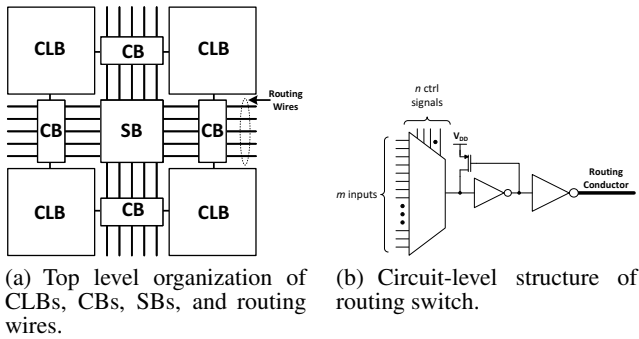 CLB
CB
CLB
CB
SB
CB
Routing
Wires
CLB
CB
CLB
n ctrl
signals
V_DD
m inputs
Routing
Conductor
(a) Top level organization of
CLBs, CBs, SBs, and routing
wires.
(b) Circuit-level structure of
routing switch.